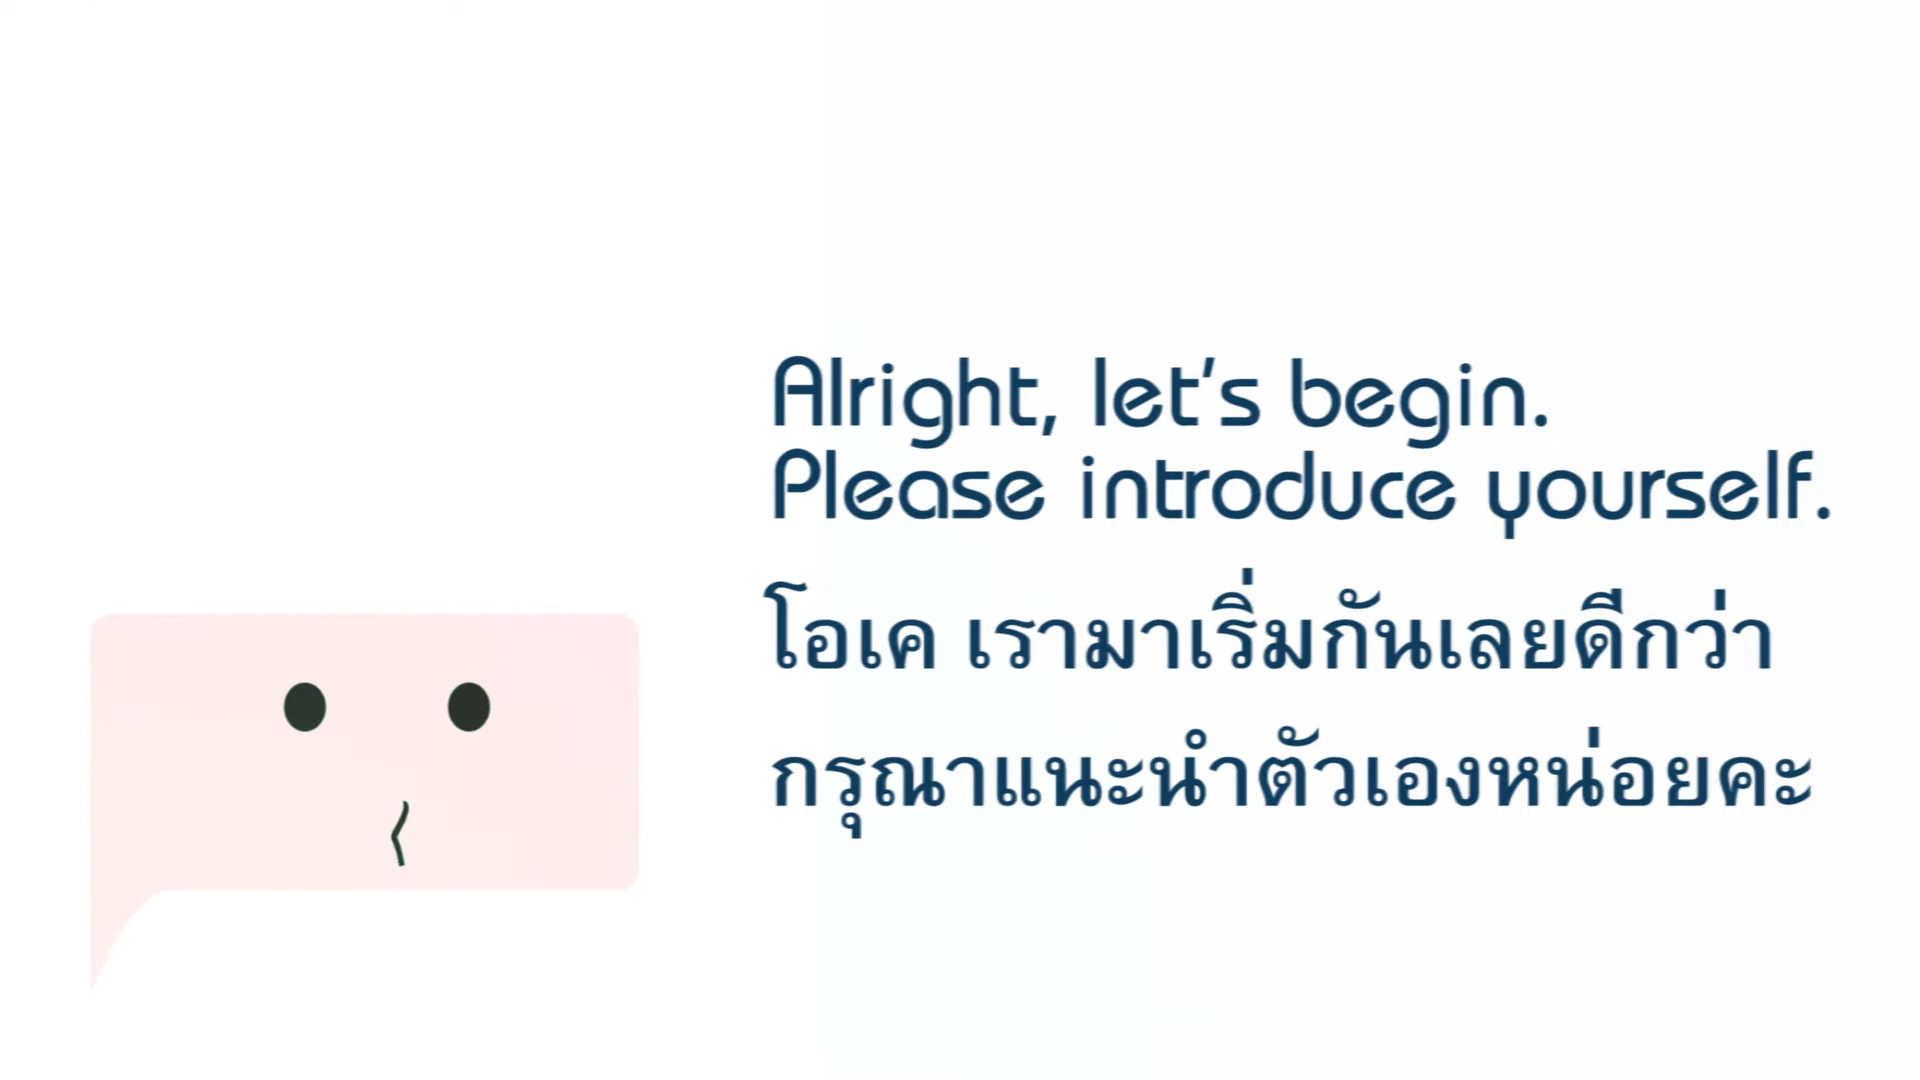 Alright, let's begin.
Please introduce yourself.
โอเค เรามาเริ่มกันเลยดีกว่า
กรุณาแนะนำตัวเองหน่อยคะ